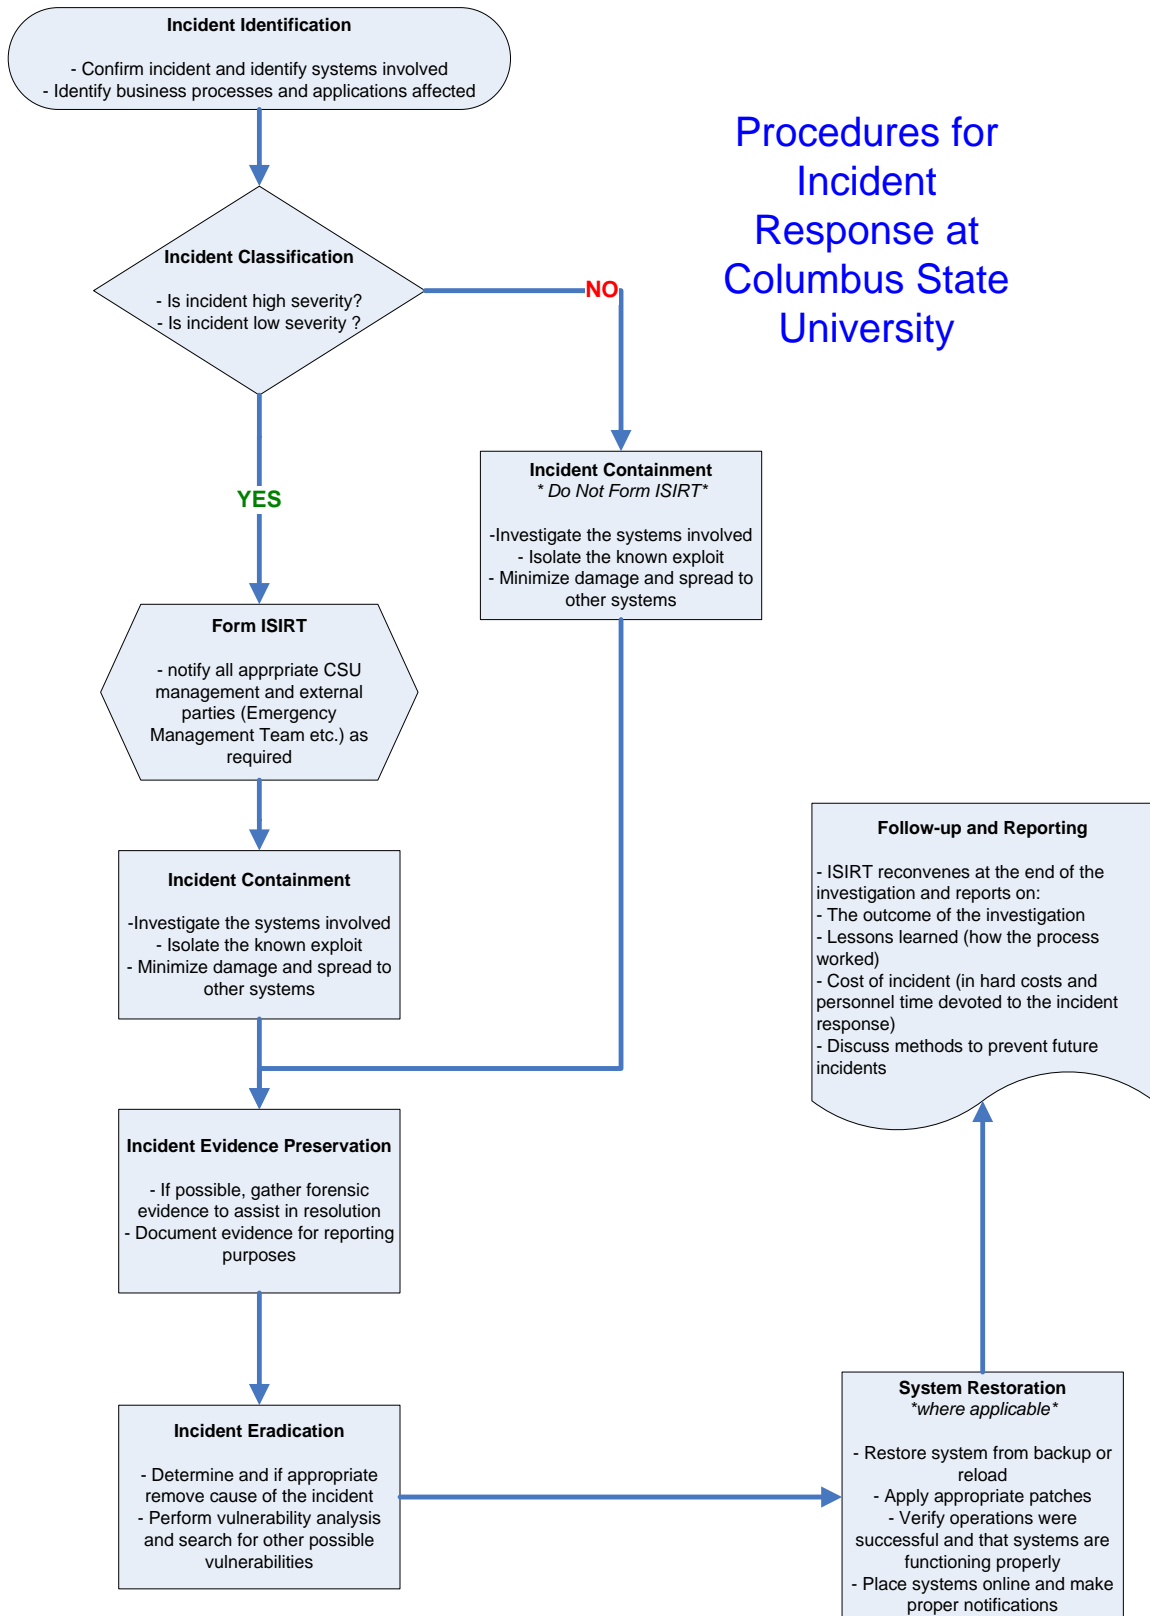 Incident Identification
- Confirm incident and identify systems involved
- Identify business processes and applications affected
Procedures for
Incident
Response at
Columbus State
University
Incident Classification
- Is incident high severity?
- Is incident low severity ?
NO
YES
Incident Containment
* Do Not Form ISIRT*
-Investigate the systems involved
- Isolate the known exploit
- Minimize damage and spread to
other systems
Form ISIRT
- notify all apprpriate CSU
management and external
parties (Emergency
Management Team etc.) as
required
Incident Containment
-Investigate the systems involved
- Isolate the known exploit
- Minimize damage and spread to
other systems
Incident Evidence Preservation
- If possible, gather forensic
evidence to assist in resolution
- Document evidence for reporting
purposes
Incident Eradication
- Determine and if appropriate
remove cause of the incident
- Perform vulnerability analysis
and search for other possible
vulnerabilities
System Restoration
*where applicable*
- Restore system from backup or
reload
- Apply appropriate patches
- Verify operations were
successful and that systems are
functioning properly
- Place systems online and make
proper notifications
Follow-up and Reporting
- ISIRT reconvenes at the end of the
investigation and reports on:
- The outcome of the investigation
- Lessons learned (how the process
worked)
- Cost of incident (in hard costs and
personnel time devoted to the incident
response)
- Discuss methods to prevent future
incidents